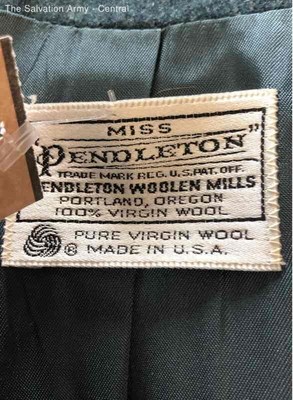 The Salvation Army - Central
MISS
"PENDLETON"
TRADE MARK REG. U.S. PAT. OFF.
ENDLETON WOOLEN MILLS
PORTLAND, OREGON
100% VIRGIN WOOL
PURE VIRGIN WOOL
® MADE IN U.S.A.